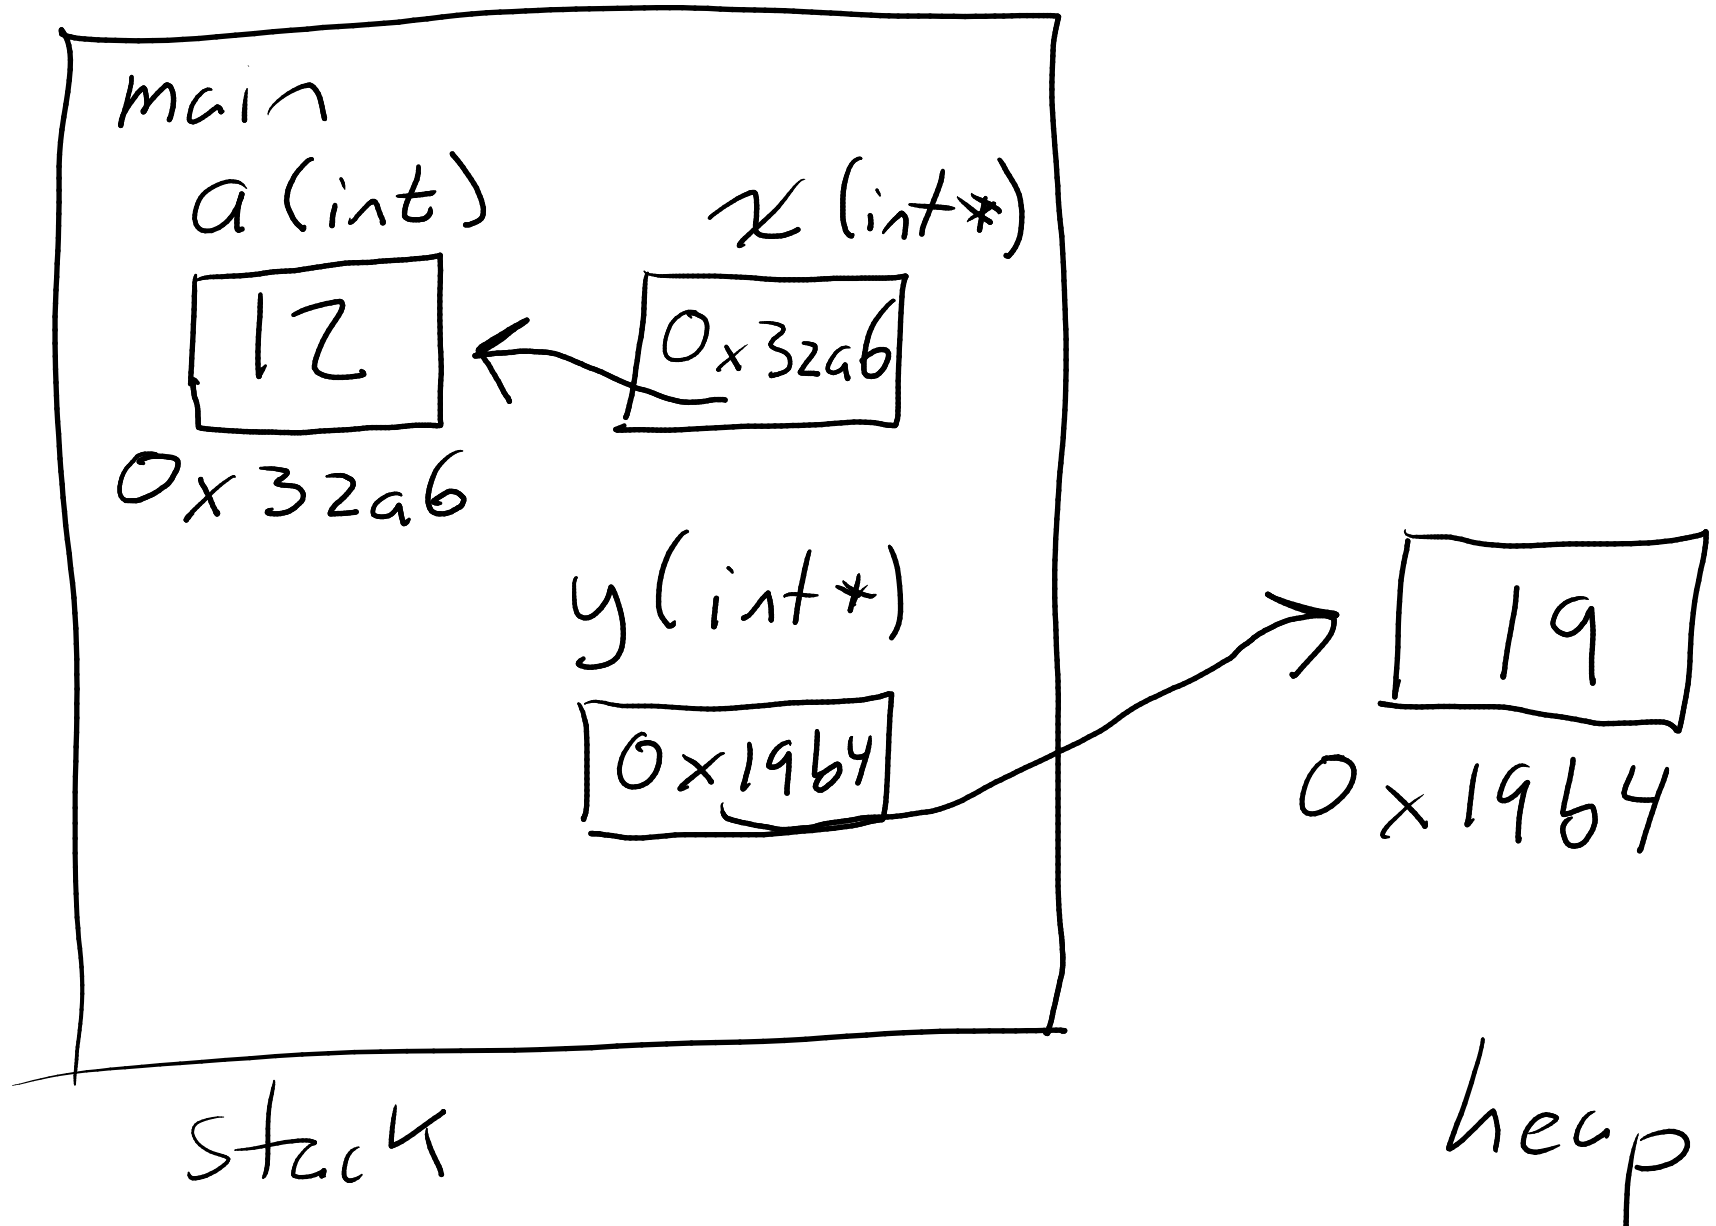 main
a (int) x (int*)
12 0x32a6
0x32a6
y (int*)
19
0x19b4
0x19b4
stack heap